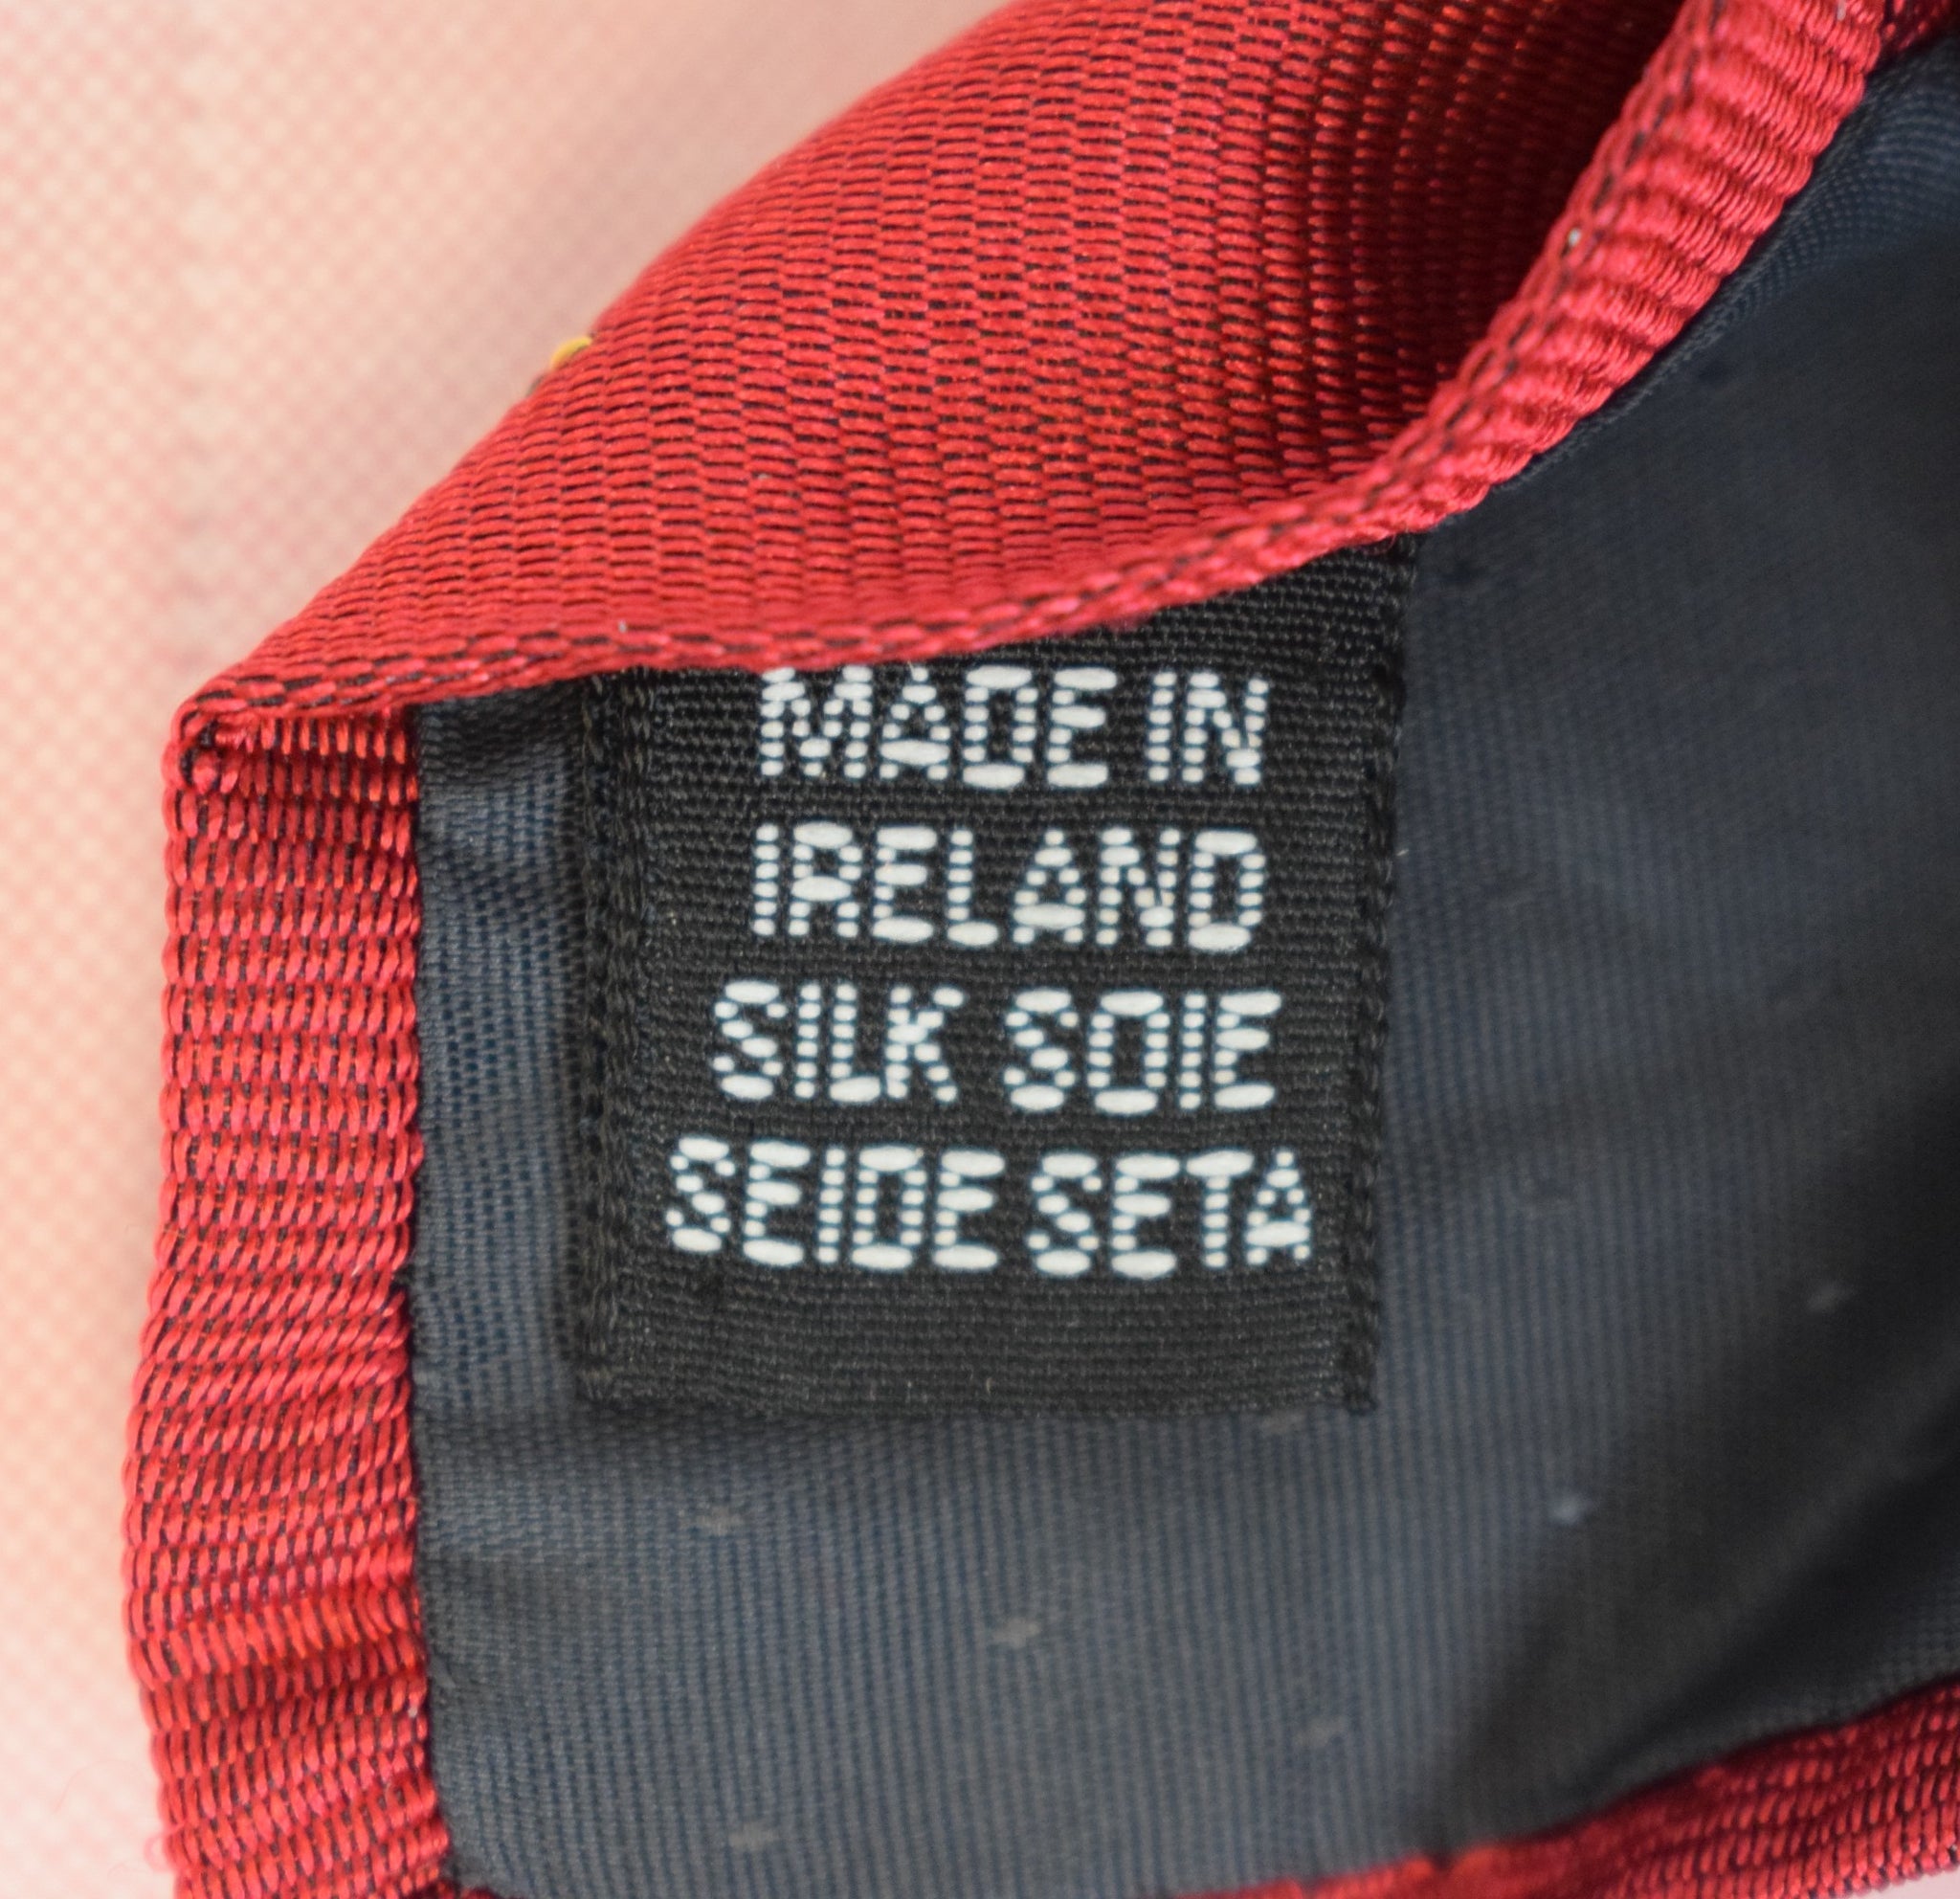 MADE IN
IRELAND
SILK SOIE
SEIDE SETA